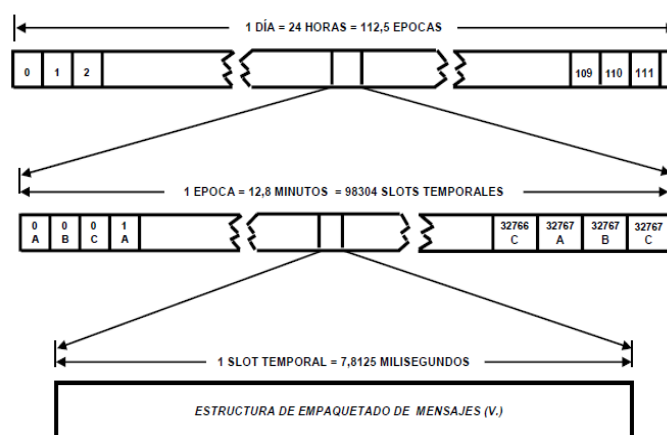 1 DÍA = 24 HORAS = 112,5 EPOCAS
0 1 2 109 110 111
1 EPOCA = 12,8 MINUTOS = 98304 SLOTS TEMPORALES
0 0 0 1 32766 32767 32767 32767
A B C A C A B C
1 SLOT TEMPORAL = 7,8125 MILISEGUNDOS
ESTRUCTURA DE EMPAQUETADO DE MENSAJES (V.)